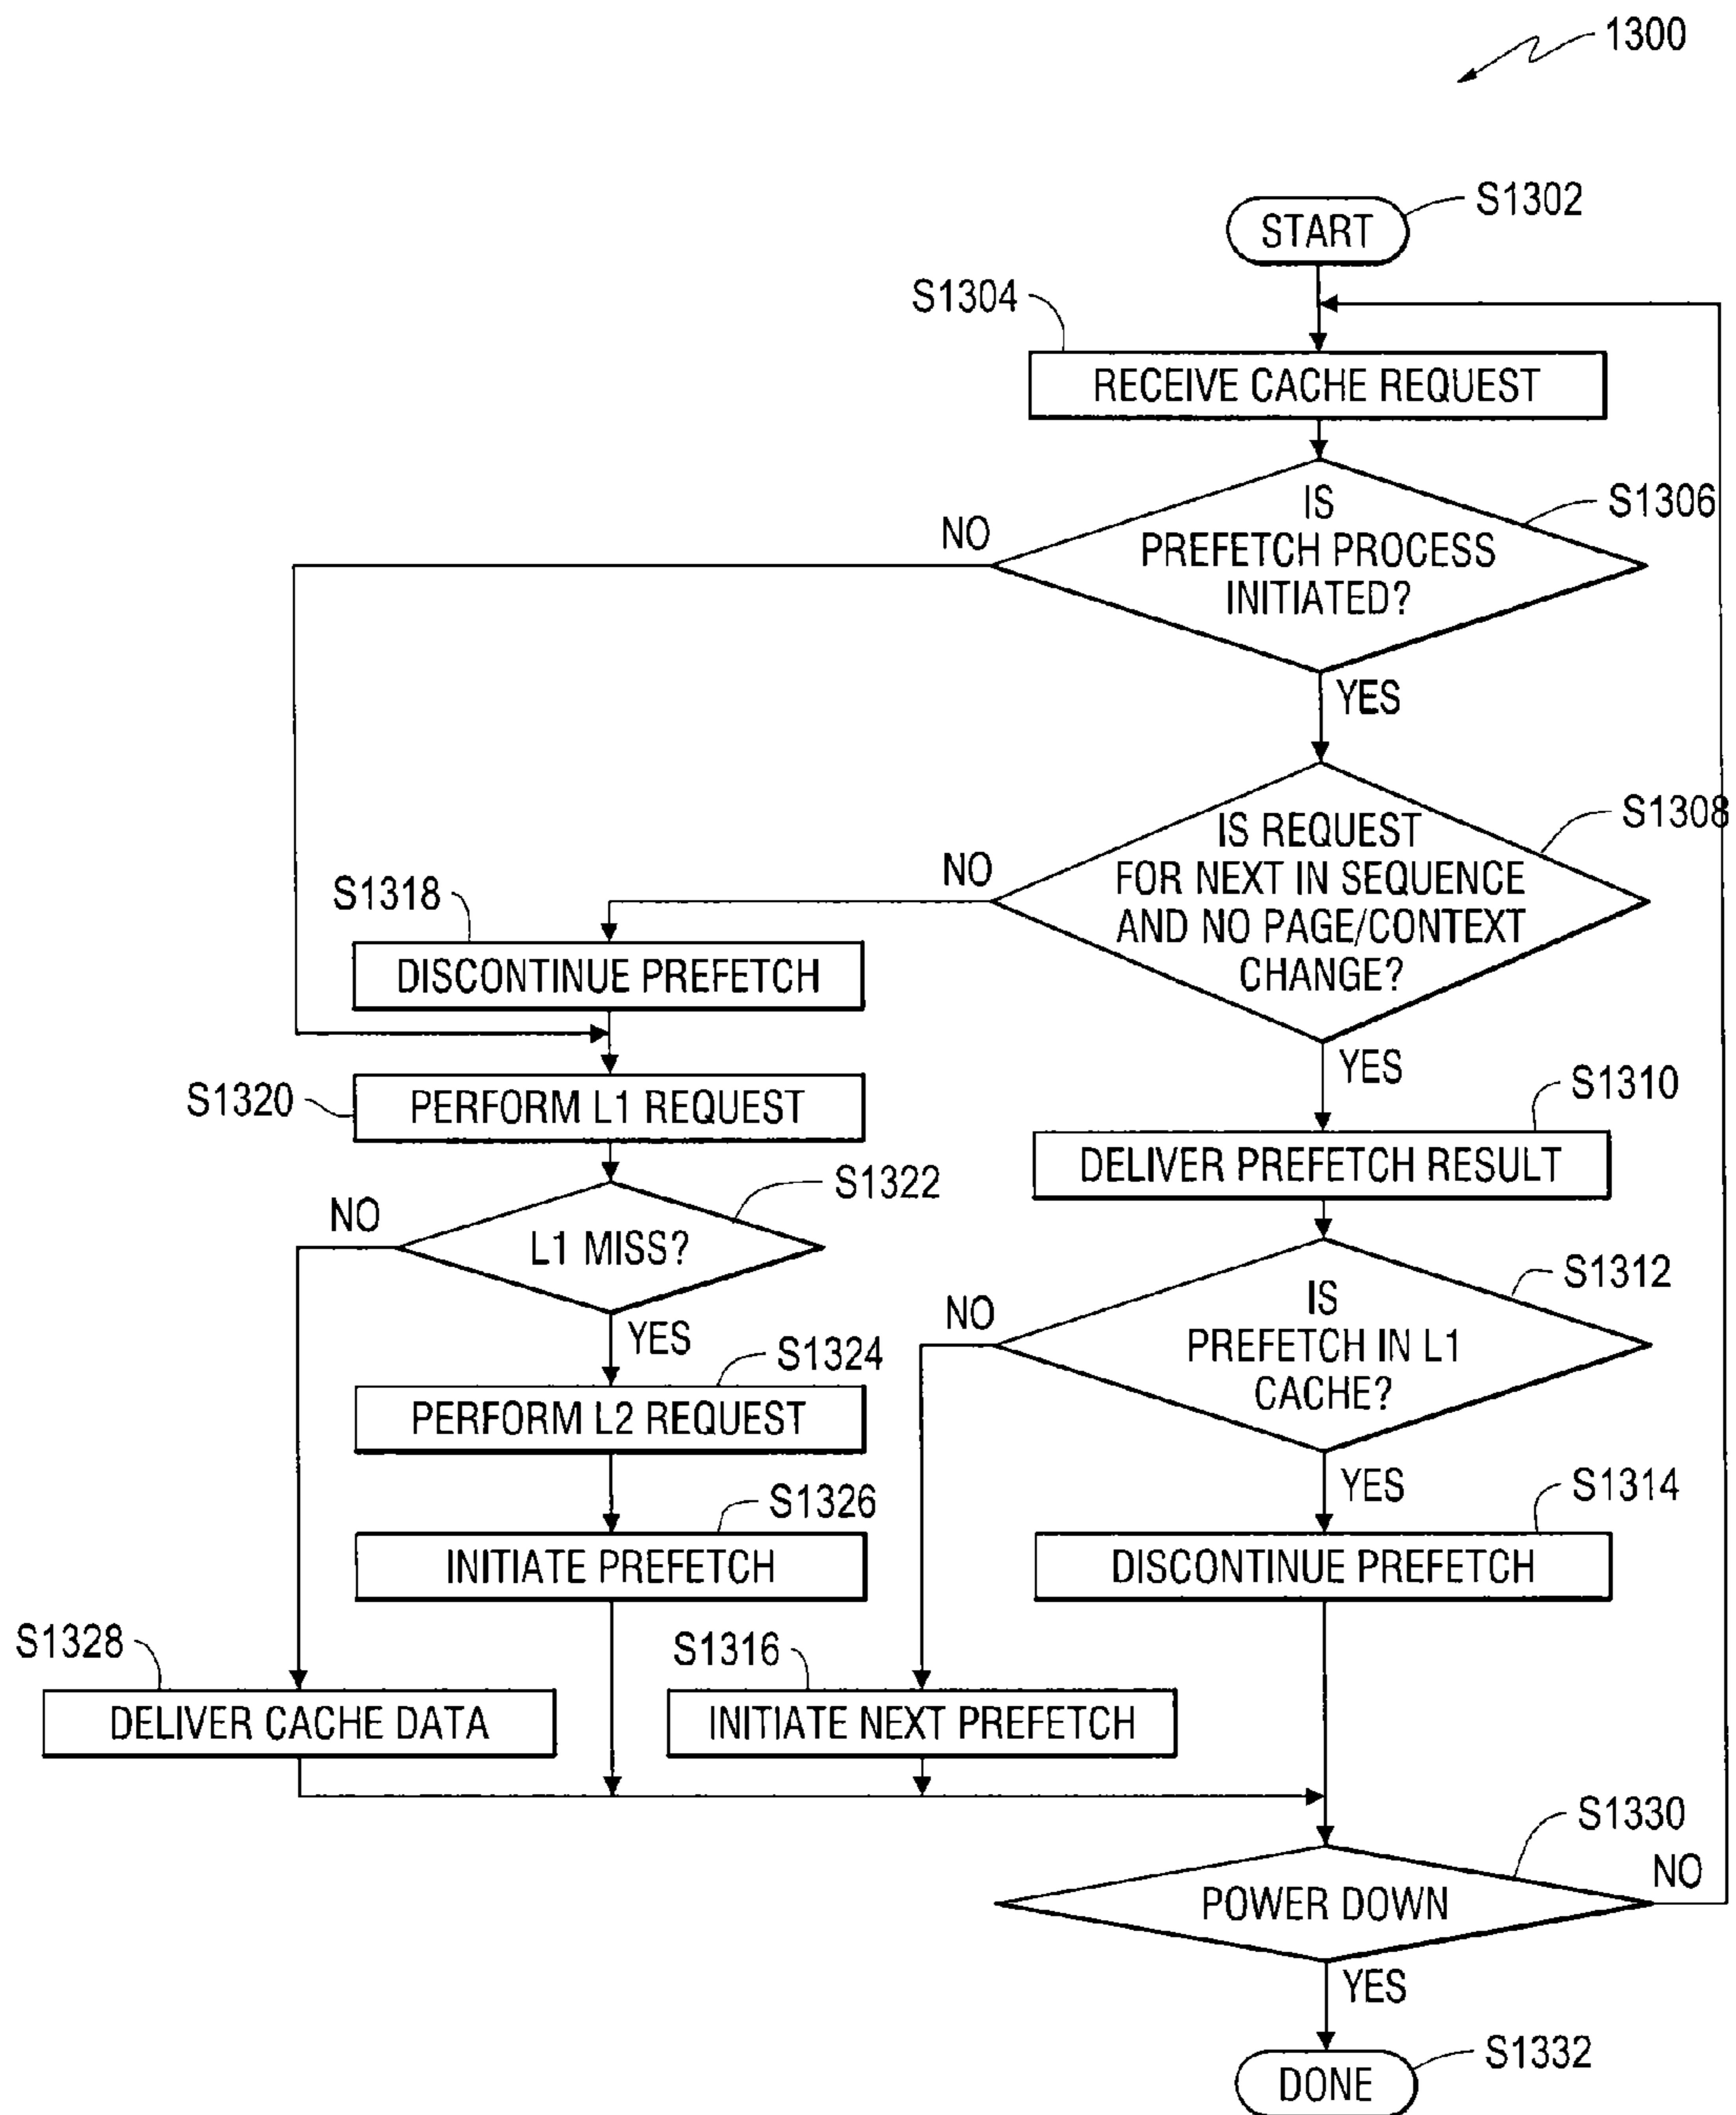 1300
START
S1302
S1304
RECEIVE CACHE REQUEST
IS
PREFETCH PROCESS
INITIATED?
S1306
NO
YES
IS REQUEST
FOR NEXT IN SEQUENCE
AND NO PAGE/CONTEXT
CHANGE?
S1308
NO
YES
S1318
DISCONTINUE PREFETCH
S1320
PERFORM L1 REQUEST
S1310
DELIVER PREFETCH RESULT
S1322
L1 MISS?
NO
YES
S1312
IS
PREFETCH IN L1
CACHE?
NO
YES
S1324
PERFORM L2 REQUEST
S1326
INITIATE PREFETCH
S1314
DISCONTINUE PREFETCH
S1328
DELIVER CACHE DATA
S1316
INITIATE NEXT PREFETCH
S1330
POWER DOWN
NO
YES
S1332
DONE